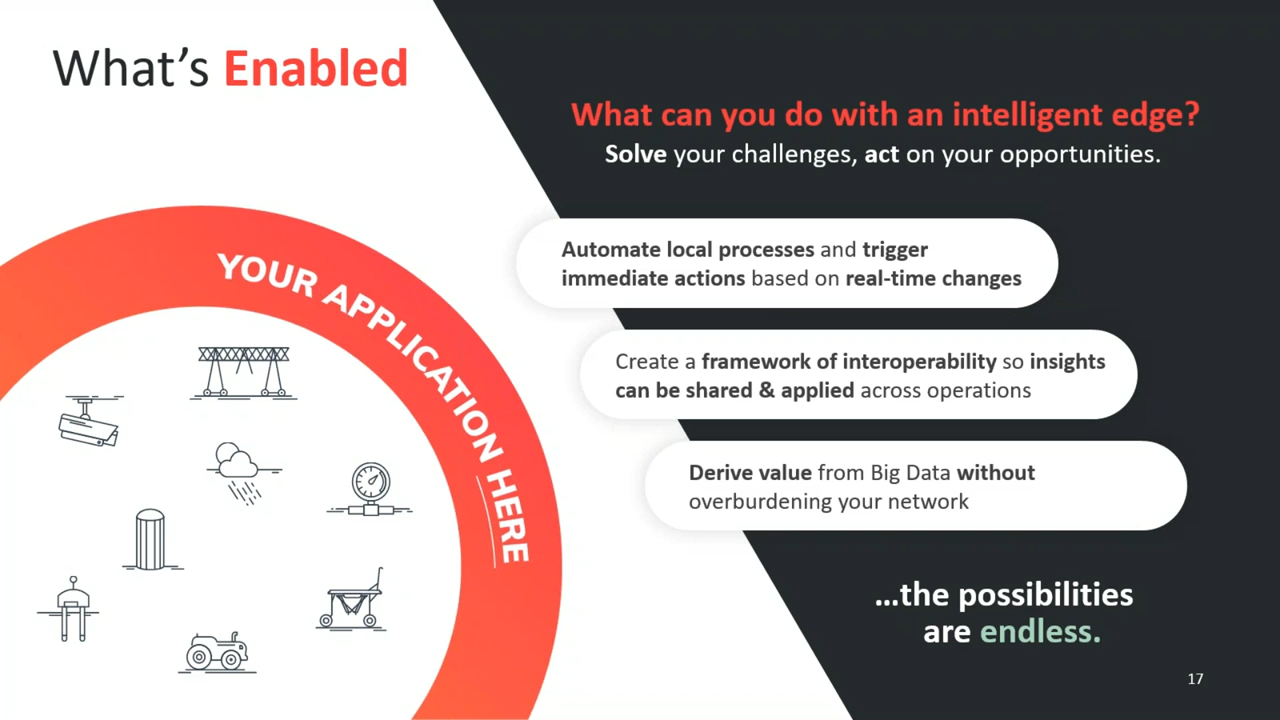 What's Enabled
What can you do with an intelligent edge?
Solve your challenges, act on your opportunities.
YOUR APPLICATION HERE
Automate local processes and trigger
immediate actions based on real-time changes
Create a framework of interoperability so insights
can be shared & applied across operations
Derive value from Big Data without
overburdening your network
...the possibilities
are endless.
17